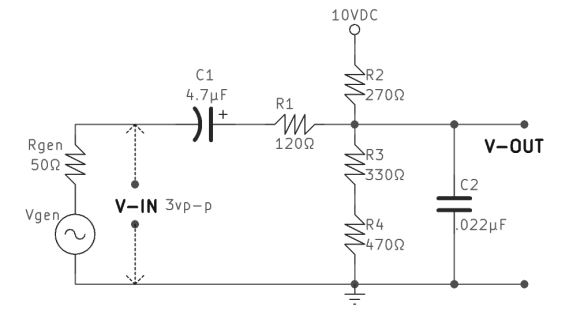 10VDC
C1
4.7µF
+
R2
270Ω
R1
120Ω
Rgen
50Ω
R3
330Ω
V-OUT
C2
.022µF
V-IN 3vp-p
Vgen
R4
470Ω